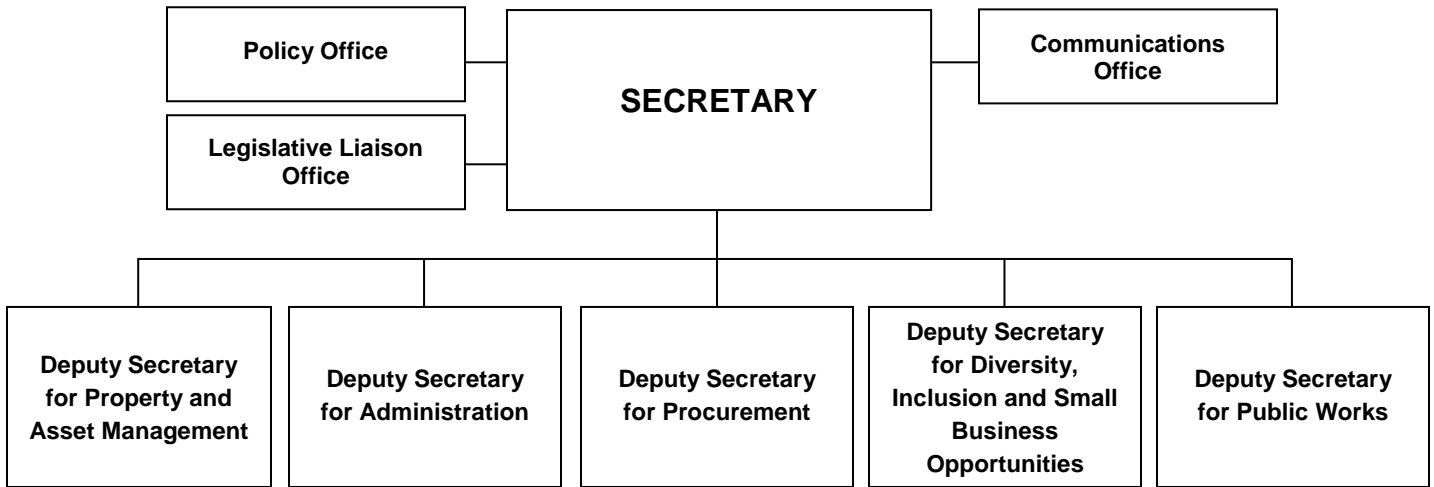 Policy Office
SECRETARY
Communications
Office
Legislative Liaison
Office
Deputy Secretary
for Property and
Asset Management
Deputy Secretary
for Administration
Deputy Secretary
for Procurement
Deputy Secretary
for Diversity,
Inclusion and Small
Business
Opportunities
Deputy Secretary
for Public Works